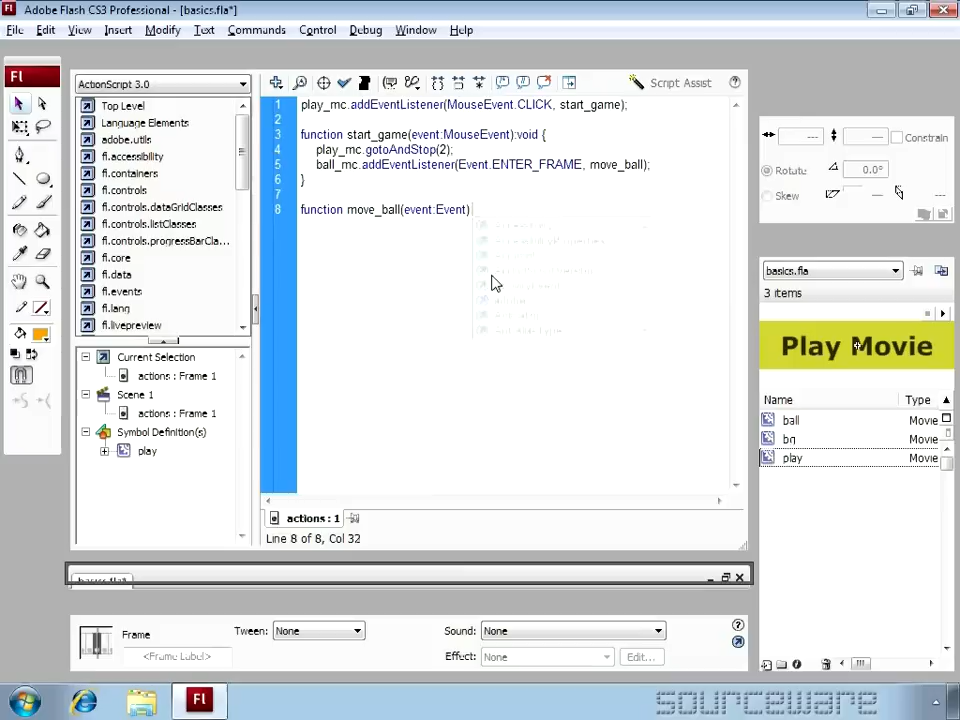 Adobe Flash CS3 Professional - [basics.fla*]
File Edit View Insert Modify Text Commands Control Debug Window Help
Fl
ActionScript 3.0
Top Level
Language Elements
adobe.utils
fl.accessibility
fl.containers
fl.controls
fl.controls.dataGridClasses
fl.controls.listClasses
fl.controls.progressBarCla...
fl.core
fl.data
fl.events
fl.lang
fl.livepreview
Current Selection
actions : Frame 1
Scene 1
actions : Frame 1
Symbol Definition(s)
play
Script Assist
1 play_mc.addEventListener(MouseEvent.CLICK, start_game);
2
3 function start_game(event:MouseEvent):void {
4 play_mc.gotoAndStop(2);
5 ball_mc.addEventListener(Event.ENTER_FRAME, move_ball);
6 }
7
8 function move_ball(event:Event)
actions : 1
Line 8 of 8, Col 32
basics.fla*
Frame
<Frame Label>
Tween: None
Sound: None
Effect: None Edit...
Constrain
Rotate 0.0°
Skew
basics.fla
3 items
Play Movie
Name Type
ball Movie
bg Movie
play Movie
Fl
sourceware